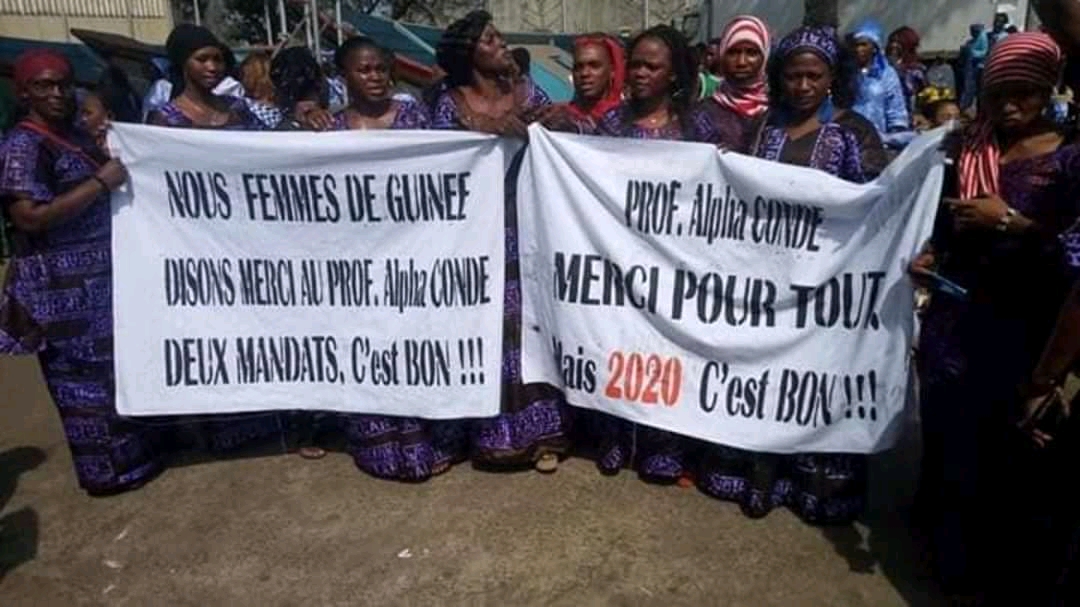 NOUS FEMMES DE GUINEE
DISONS MERCI AU PROF. Alpha CONDE
DEUX MANDATS. C'est BON !!!
PROF. Alpha CONDE
MERCI POUR TOUT.
Mais 2020 C'est BON !!!